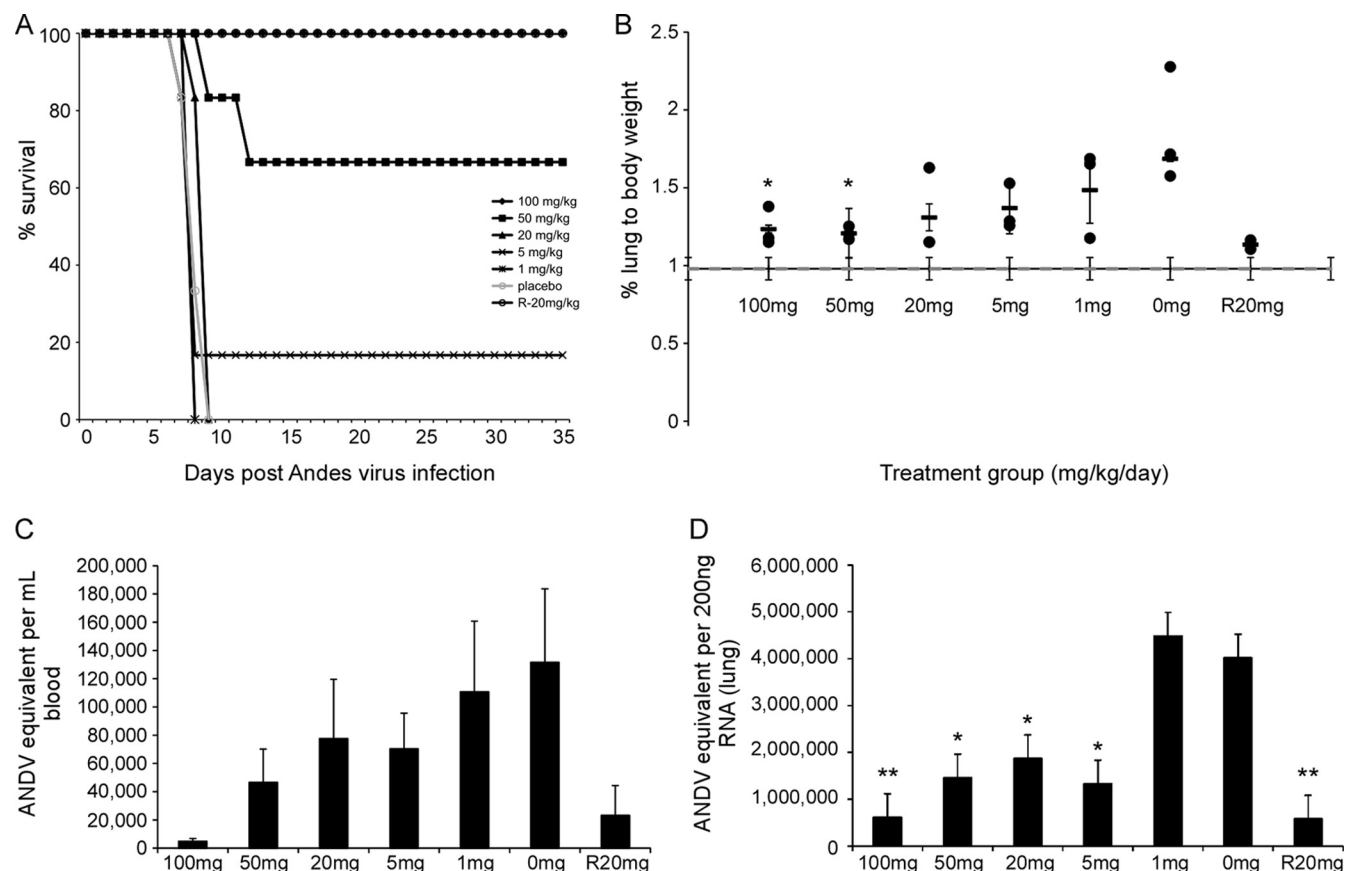 A
% survival
100
80
60
40
20
0
0 5 10 15 20 25 30 35
Days post Andes virus infection
100 mg/kg
50 mg/kg
20 mg/kg
5 mg/kg
1 mg/kg
placebo
R-20mg/kg
B
% lung to body weight
2.5
2
1.5
1
0.5
0
* *
100mg 50mg 20mg 5mg 1mg 0mg R20mg
Treatment group (mg/kg/day)
C
ANDV equivalent per mL
blood
200,000
180,000
160,000
140,000
120,000
100,000
80,000
60,000
40,000
20,000
0
100mg 50mg 20mg 5mg 1mg 0mg R20mg
D
ANDV equivalent per 200ng
RNA (lung)
6,000,000
5,000,000
4,000,000
3,000,000
2,000,000
1,000,000
0
** * * * **
100mg 50mg 20mg 5mg 1mg 0mg R20mg